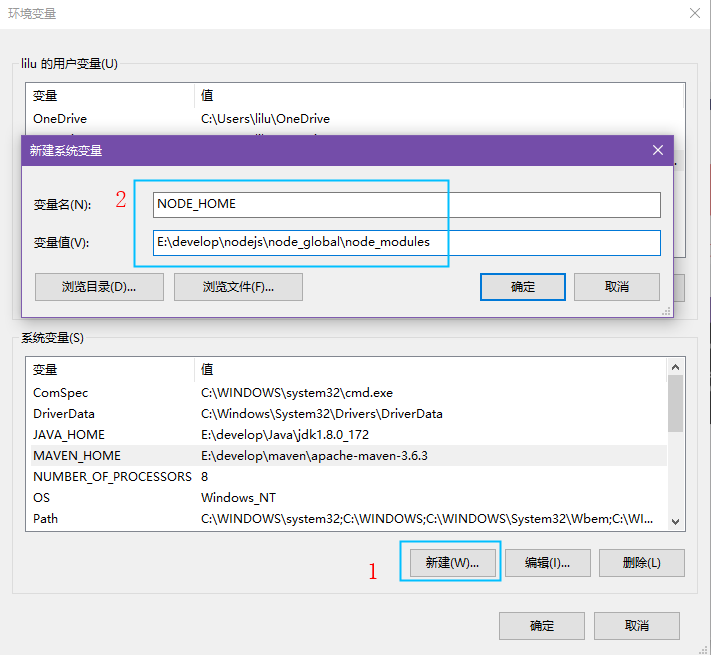 环境变量
lilu 的用户变量(U)
变量 值
OneDrive C:\Users\lilu\OneDrive
新建系统变量
2
变量名(N): NODE_HOME
变量值(V): E:\develop\nodejs\node_global\node_modules
浏览目录(D)... 浏览文件(F)... 确定 取消
系统变量(S)
变量 值
ComSpec C:\WINDOWS\system32\cmd.exe
DriverData C:\Windows\System32\Drivers\DriverData
JAVA_HOME E:\develop\Java\jdk1.8.0_172
MAVEN_HOME E:\develop\maven\apache-maven-3.6.3
NUMBER_OF_PROCESSORS 8
OS Windows_NT
Path C:\WINDOWS\system32;C:\WINDOWS;C:\WINDOWS\System32\Wbem;C:\WI...
1 新建(W)... 编辑(I)... 删除(L)
确定 取消